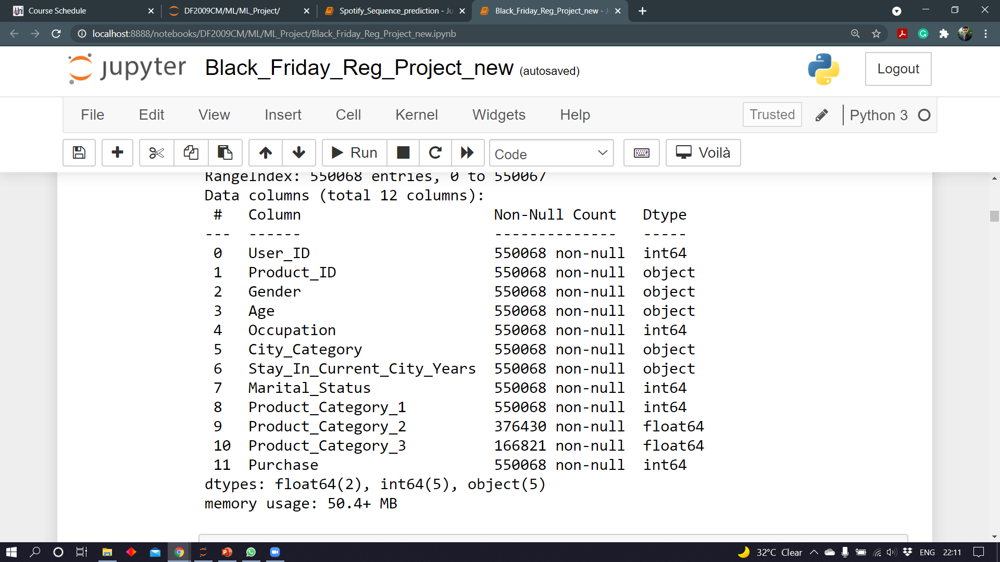 Course Schedule
DF2009CM/ML/ML_Project/
Spotify_Sequence_prediction - Ju
Black_Friday_Reg_Project_new - J
localhost:8888/notebooks/DF2009CM/ML/ML_Project/Black_Friday_Reg_Project_new.ipynb
jupyter Black_Friday_Reg_Project_new (autosaved)
Logout
File Edit View Insert Cell Kernel Widgets Help
Trusted
Python 3
Run
Code
Voilà
RangeIndex: 550068 entries, 0 to 550067
Data columns (total 12 columns):
# Column Non-Null Count Dtype
--- ------ -------------- -----
0 User_ID 550068 non-null int64
1 Product_ID 550068 non-null object
2 Gender 550068 non-null object
3 Age 550068 non-null object
4 Occupation 550068 non-null int64
5 City_Category 550068 non-null object
6 Stay_In_Current_City_Years 550068 non-null object
7 Marital_Status 550068 non-null int64
8 Product_Category_1 550068 non-null int64
9 Product_Category_2 376430 non-null float64
10 Product_Category_3 166821 non-null float64
11 Purchase 550068 non-null int64
dtypes: float64(2), int64(5), object(5)
memory usage: 50.4+ MB
32°C Clear
ENG
22:11